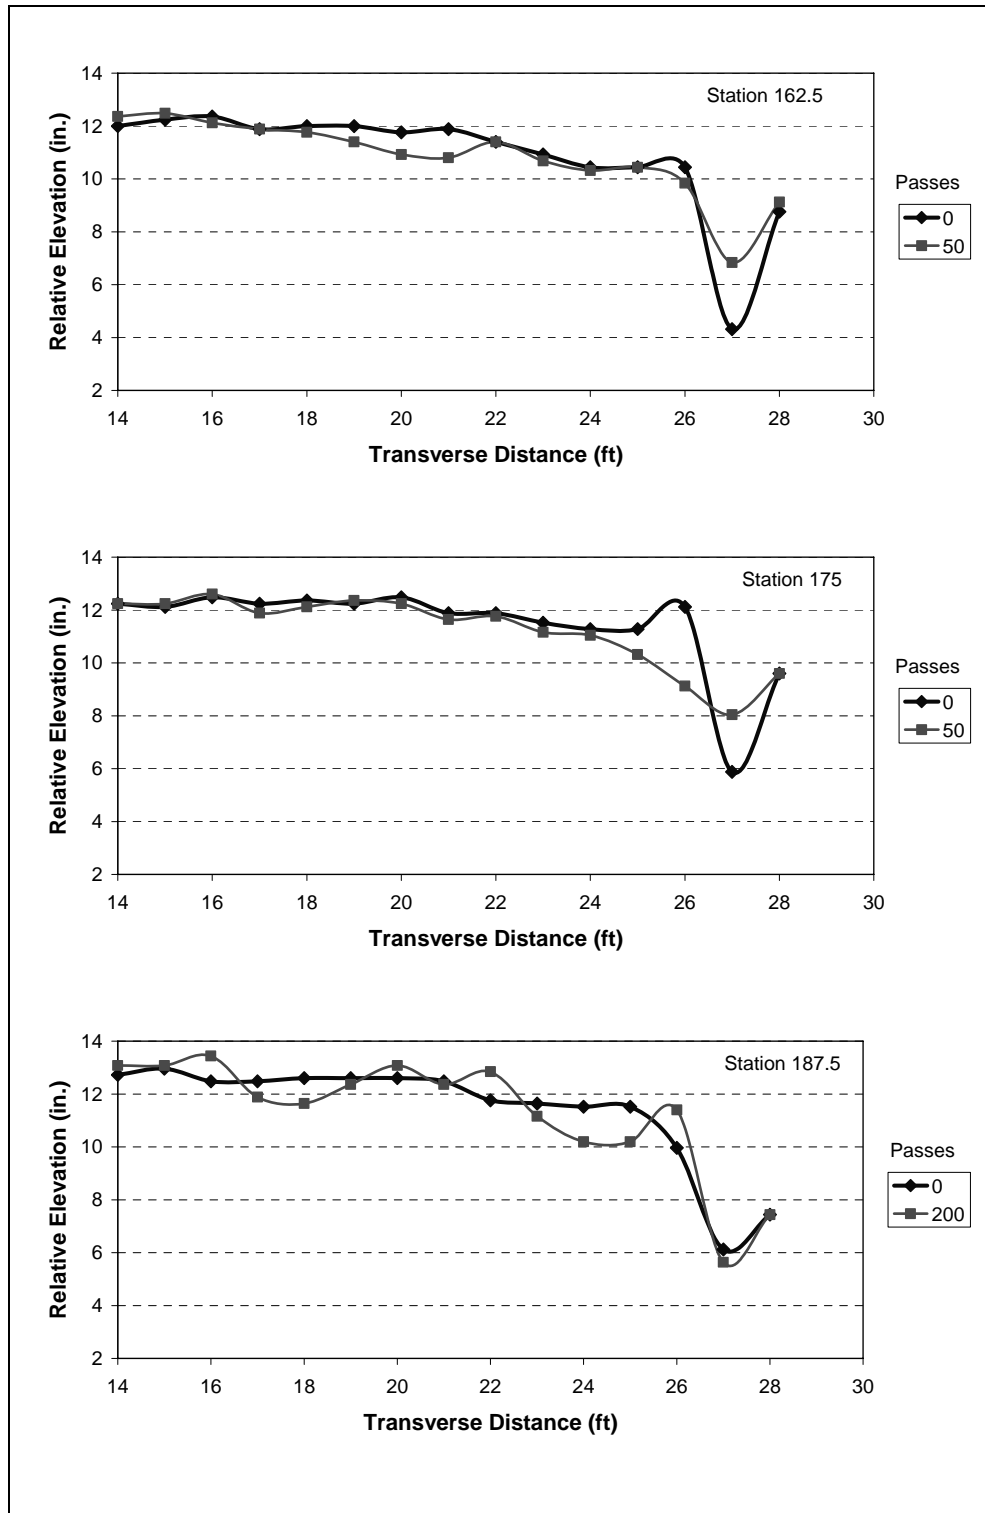 Station 162.5
14
12
10
8
6
4
2
Relative Elevation (in.)
14 16 18 20 22 24 26 28 30
Transverse Distance (ft)
Passes
0
50
Station 175
14
12
10
8
6
4
2
Relative Elevation (in.)
14 16 18 20 22 24 26 28 30
Transverse Distance (ft)
Passes
0
50
Station 187.5
14
12
10
8
6
4
2
Relative Elevation (in.)
14 16 18 20 22 24 26 28 30
Transverse Distance (ft)
Passes
0
200